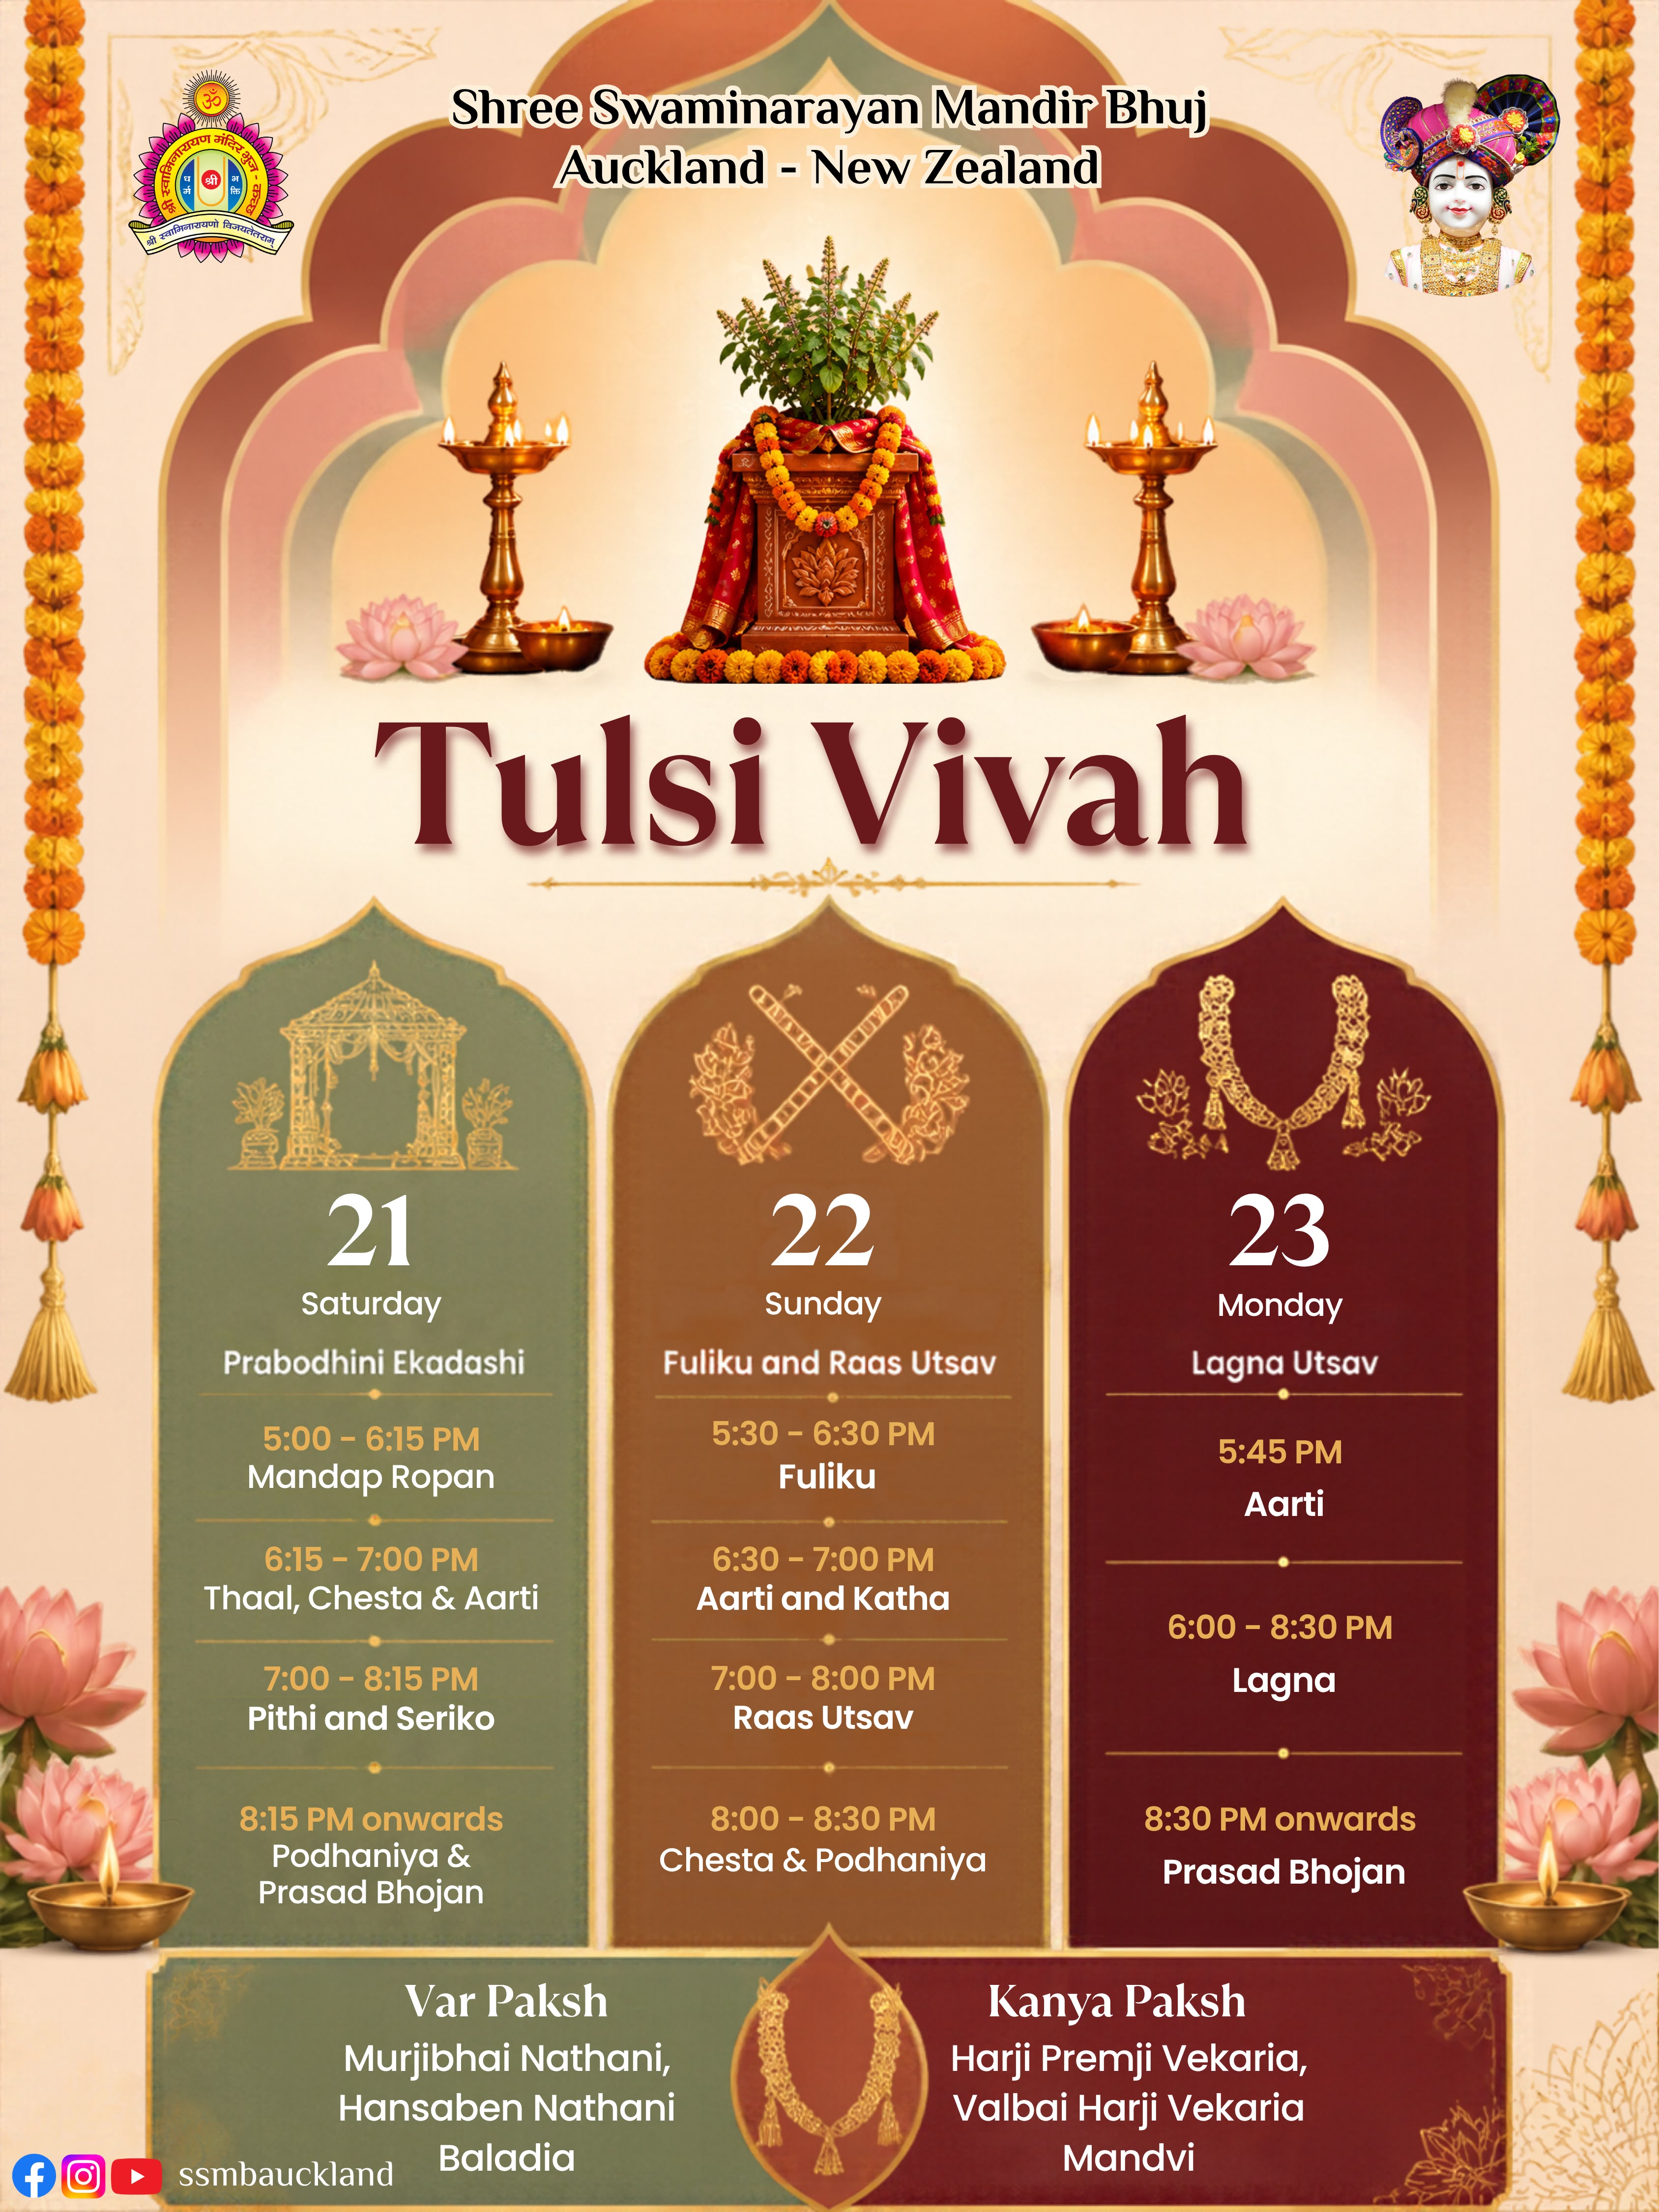 Shree Swaminarayan Mandir Bhuj
Auckland - New Zealand
ॐ
श्री स्वामिनारायण मंदिर भुज - कच्छ
ध र्म
श्री
भ क्ति
श्री स्वामिनारायणो विजयतेतराम्
Tulsi Vivah
21
Saturday
Prabodhini Ekadashi
5:00 – 6:15 PM
Mandap Ropan
6:15 – 7:00 PM
Thaal, Chesta & Aarti
7:00 – 8:15 PM
Pithi and Seriko
8:15 PM onwards
Podhaniya &
Prasad Bhojan
22
Sunday
Fuliku and Raas Utsav
5:30 – 6:30 PM
Fuliku
6:30 – 7:00 PM
Aarti and Katha
7:00 – 8:00 PM
Raas Utsav
8:00 – 8:30 PM
Chesta & Podhaniya
23
Monday
Lagna Utsav
5:45 PM
Aarti
6:00 – 8:30 PM
Lagna
8:30 PM onwards
Prasad Bhojan
Var Paksh
Murjibhai Nathani,
Hansaben Nathani
Baladia
Kanya Paksh
Harji Premji Vekaria,
Valbai Harji Vekaria
Mandvi
ssmbauckland